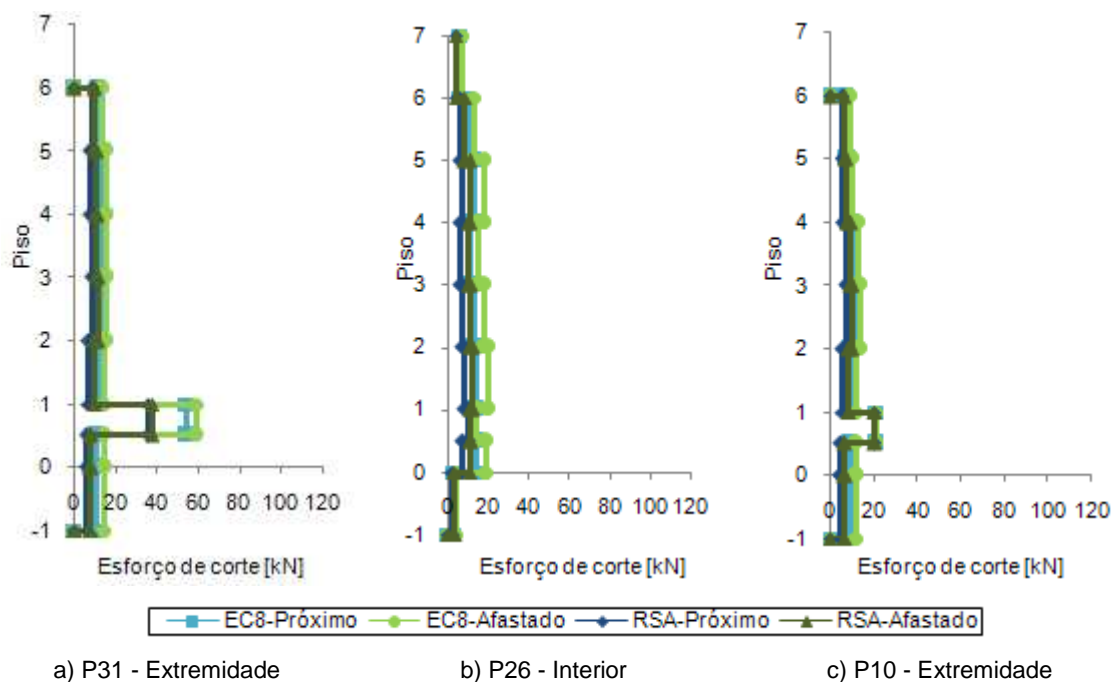 7
6
5
4
3
2
1
0
-1
Piso
0 20 40 60 80 100 120
Esforço de corte [kN]
7
6
5
4
3
2
1
0
-1
Piso
0 20 40 60 80 100 120
Esforço de corte [kN]
7
6
5
4
3
2
1
0
-1
Piso
0 20 40 60 80 100 120
Esforço de corte [kN]
EC8-Próximo EC8-Afastado RSA-Próximo RSA-Afastado
a) P31 - Extremidade b) P26 - Interior c) P10 - Extremidade